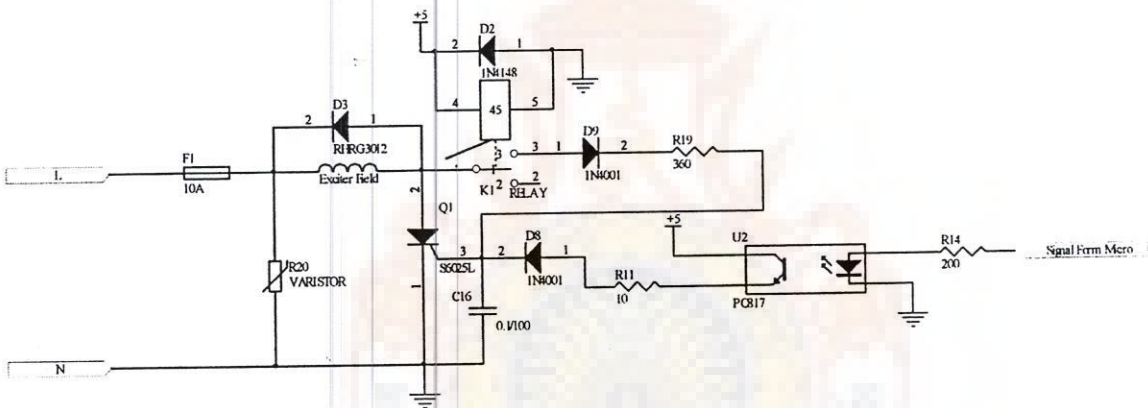 +5
D2
2
1
1N4148
4
45
5
D3
2
1
RHRG3012
D9
3
3
1
2
1N4001
R19
360
F1
L
10A
Exciter Field
K1
2
2
RELAY
2
Q1
+5
D8
3
2
1
S6025L
1N4001
U2
R14
200
Signal Form Micro
R20
VARISTOR
R11
10
PC817
1
C16
0.1/100
N